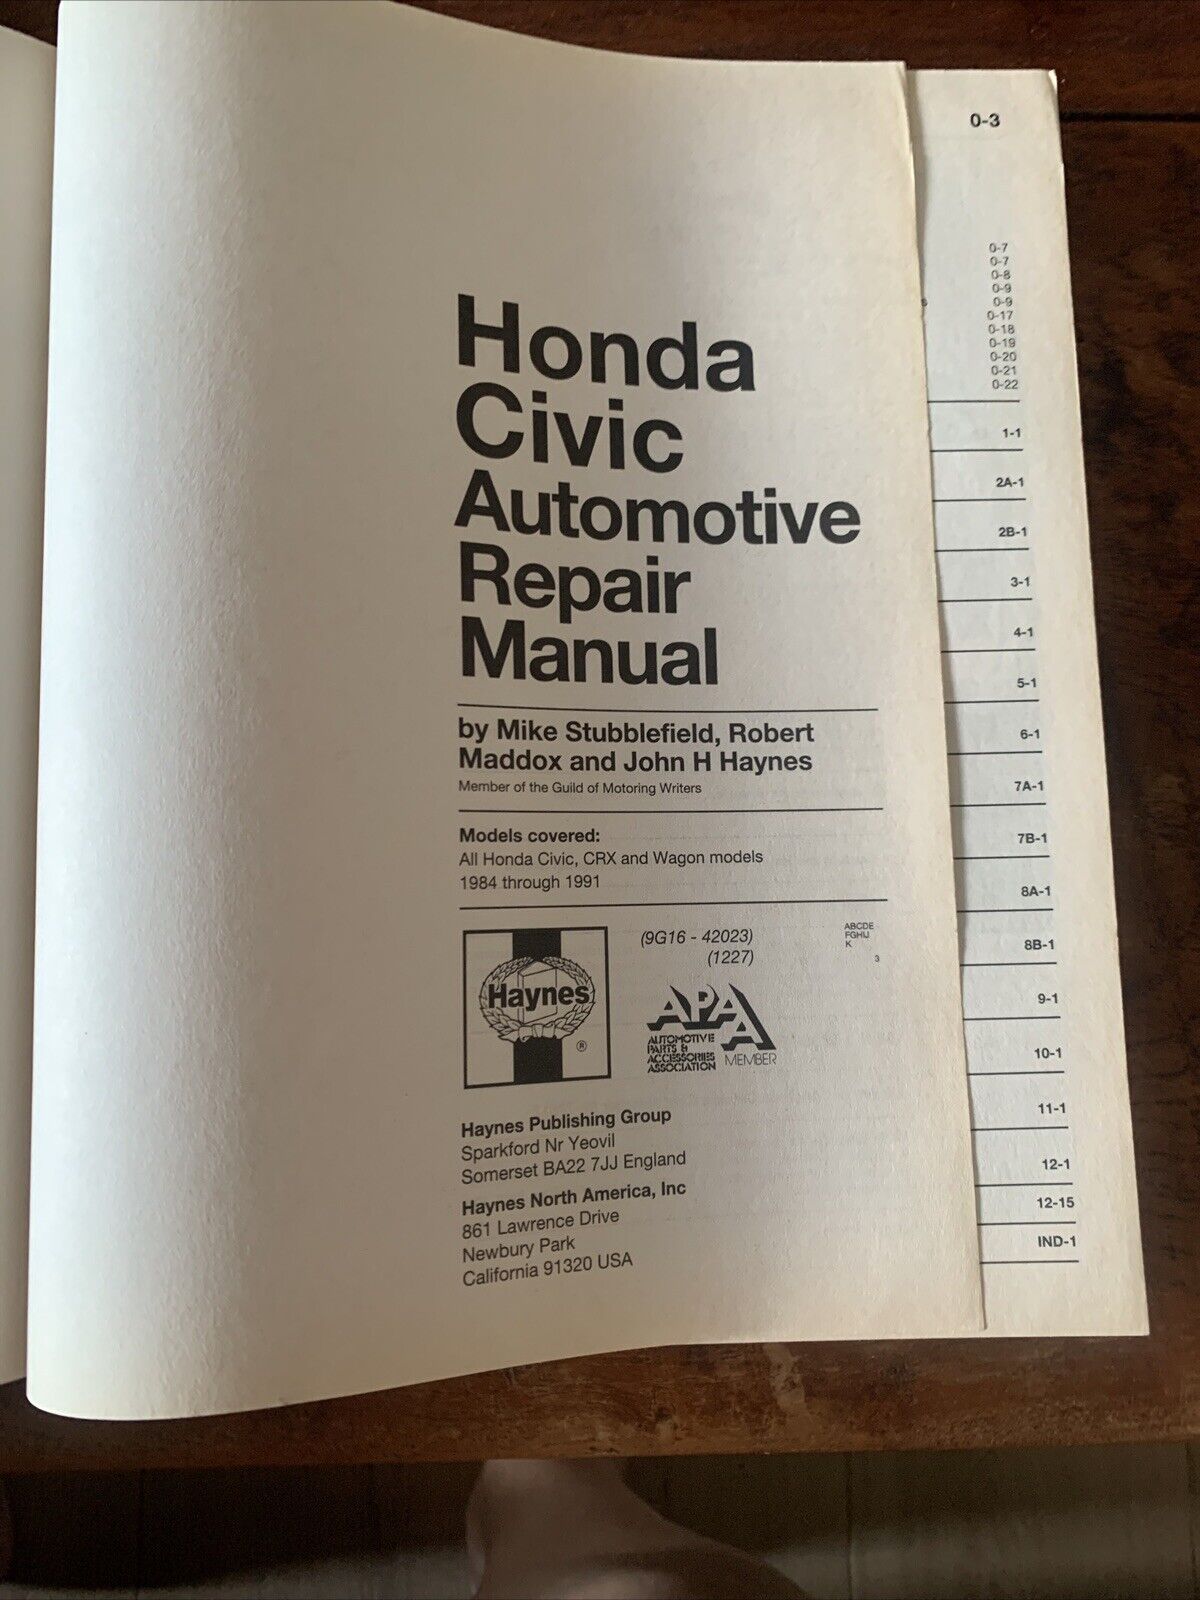 Honda
Civic
Automotive
Repair
Manual
by Mike Stubblefield, Robert
Maddox and John H Haynes
Member of the Guild of Motoring Writers
Models covered:
All Honda Civic, CRX and Wagon models
1984 through 1991
(9G16 - 42023)
(1227)
ABCDE
FGHIJ
K
3
Haynes
®
APAA
AUTOMOTIVE
PARTS &
ACCESSORIES
ASSOCIATION
MEMBER
Haynes Publishing Group
Sparkford Nr Yeovil
Somerset BA22 7JJ England
Haynes North America, Inc
861 Lawrence Drive
Newbury Park
California 91320 USA
0-3
0-7
0-7
0-8
0-9
s 0-9
0-17
0-18
0-19
0-20
0-21
0-22
1-1
2A-1
2B-1
3-1
4-1
5-1
6-1
7A-1
7B-1
8A-1
8B-1
9-1
10-1
11-1
12-1
12-15
IND-1